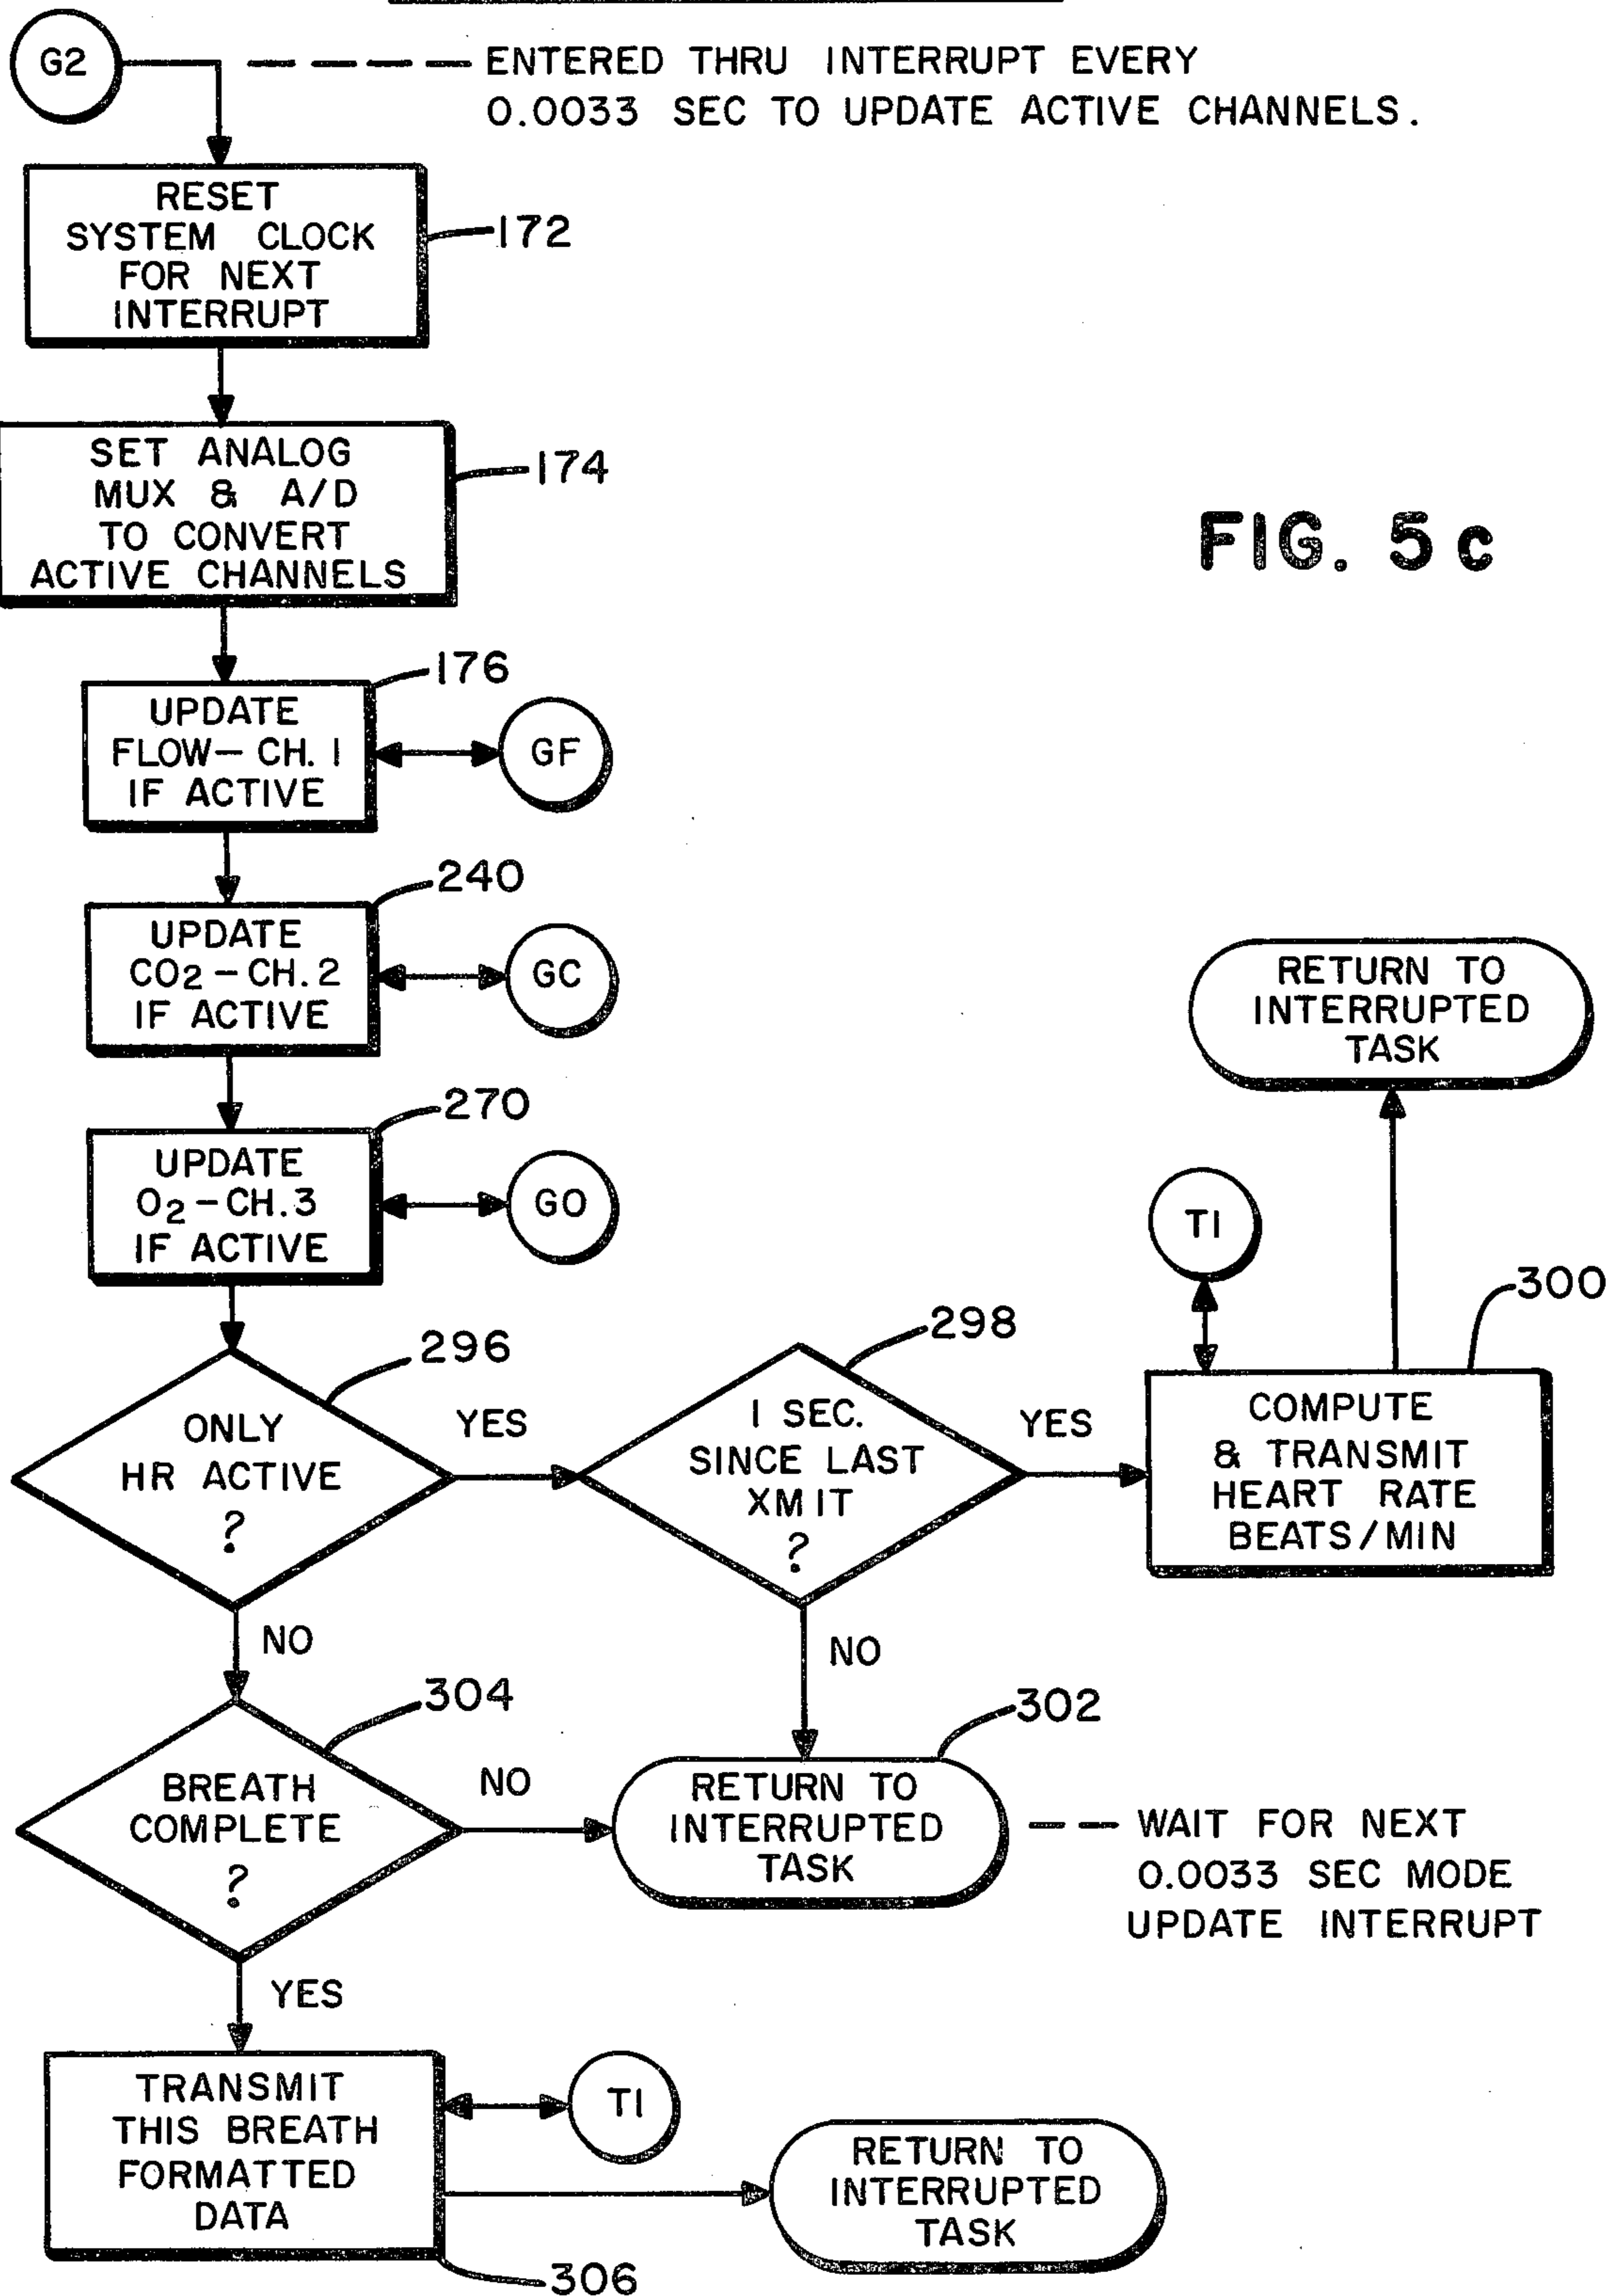 G2
ENTERED THRU INTERRUPT EVERY
0.0033 SEC TO UPDATE ACTIVE CHANNELS.
RESET
SYSTEM CLOCK
FOR NEXT
INTERRUPT
172
SET ANALOG
MUX & A/D
TO CONVERT
ACTIVE CHANNELS
174
FIG. 5c
176
UPDATE
FLOW– CH. 1
IF ACTIVE
GF
240
UPDATE
CO2 – CH. 2
IF ACTIVE
GC
RETURN TO
INTERRUPTED
TASK
270
UPDATE
O2 – CH. 3
IF ACTIVE
GO
T1
300
296
ONLY
HR ACTIVE
?
YES
298
1 SEC.
SINCE LAST
XMIT
?
YES
COMPUTE
& TRANSMIT
HEART RATE
BEATS/MIN
NO
NO
304
BREATH
COMPLETE
?
NO
302
RETURN TO
INTERRUPTED
TASK
WAIT FOR NEXT
0.0033 SEC MODE
UPDATE INTERRUPT
YES
TRANSMIT
THIS BREATH
FORMATTED
DATA
T1
306
RETURN TO
INTERRUPTED
TASK